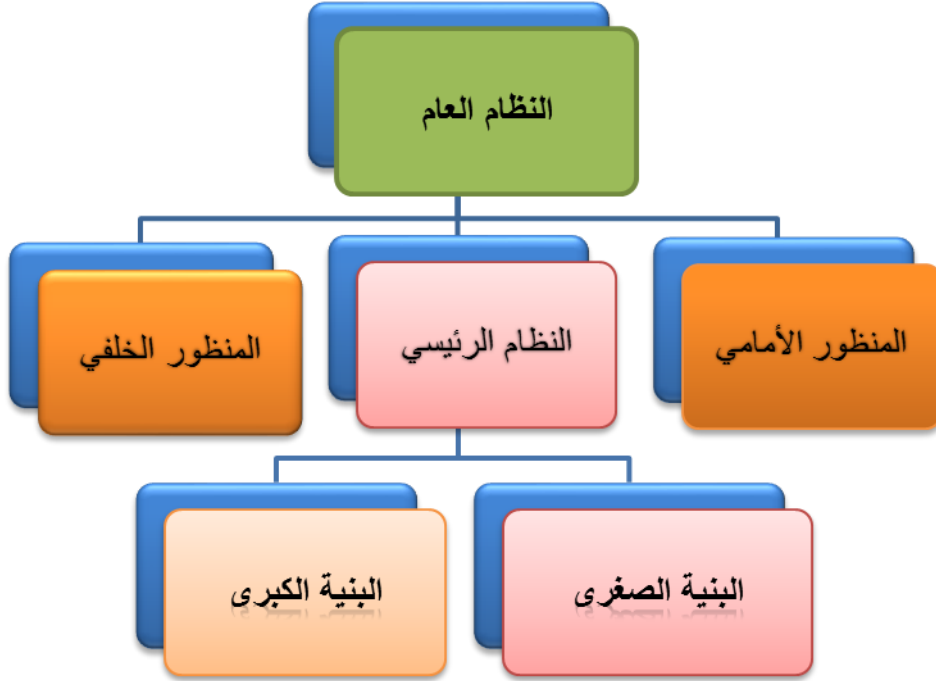 النظام العام
المنظور الأمامي
النظام الرئيسي
المنظور الخلفي
البنية الصغرى
البنية الكبرى